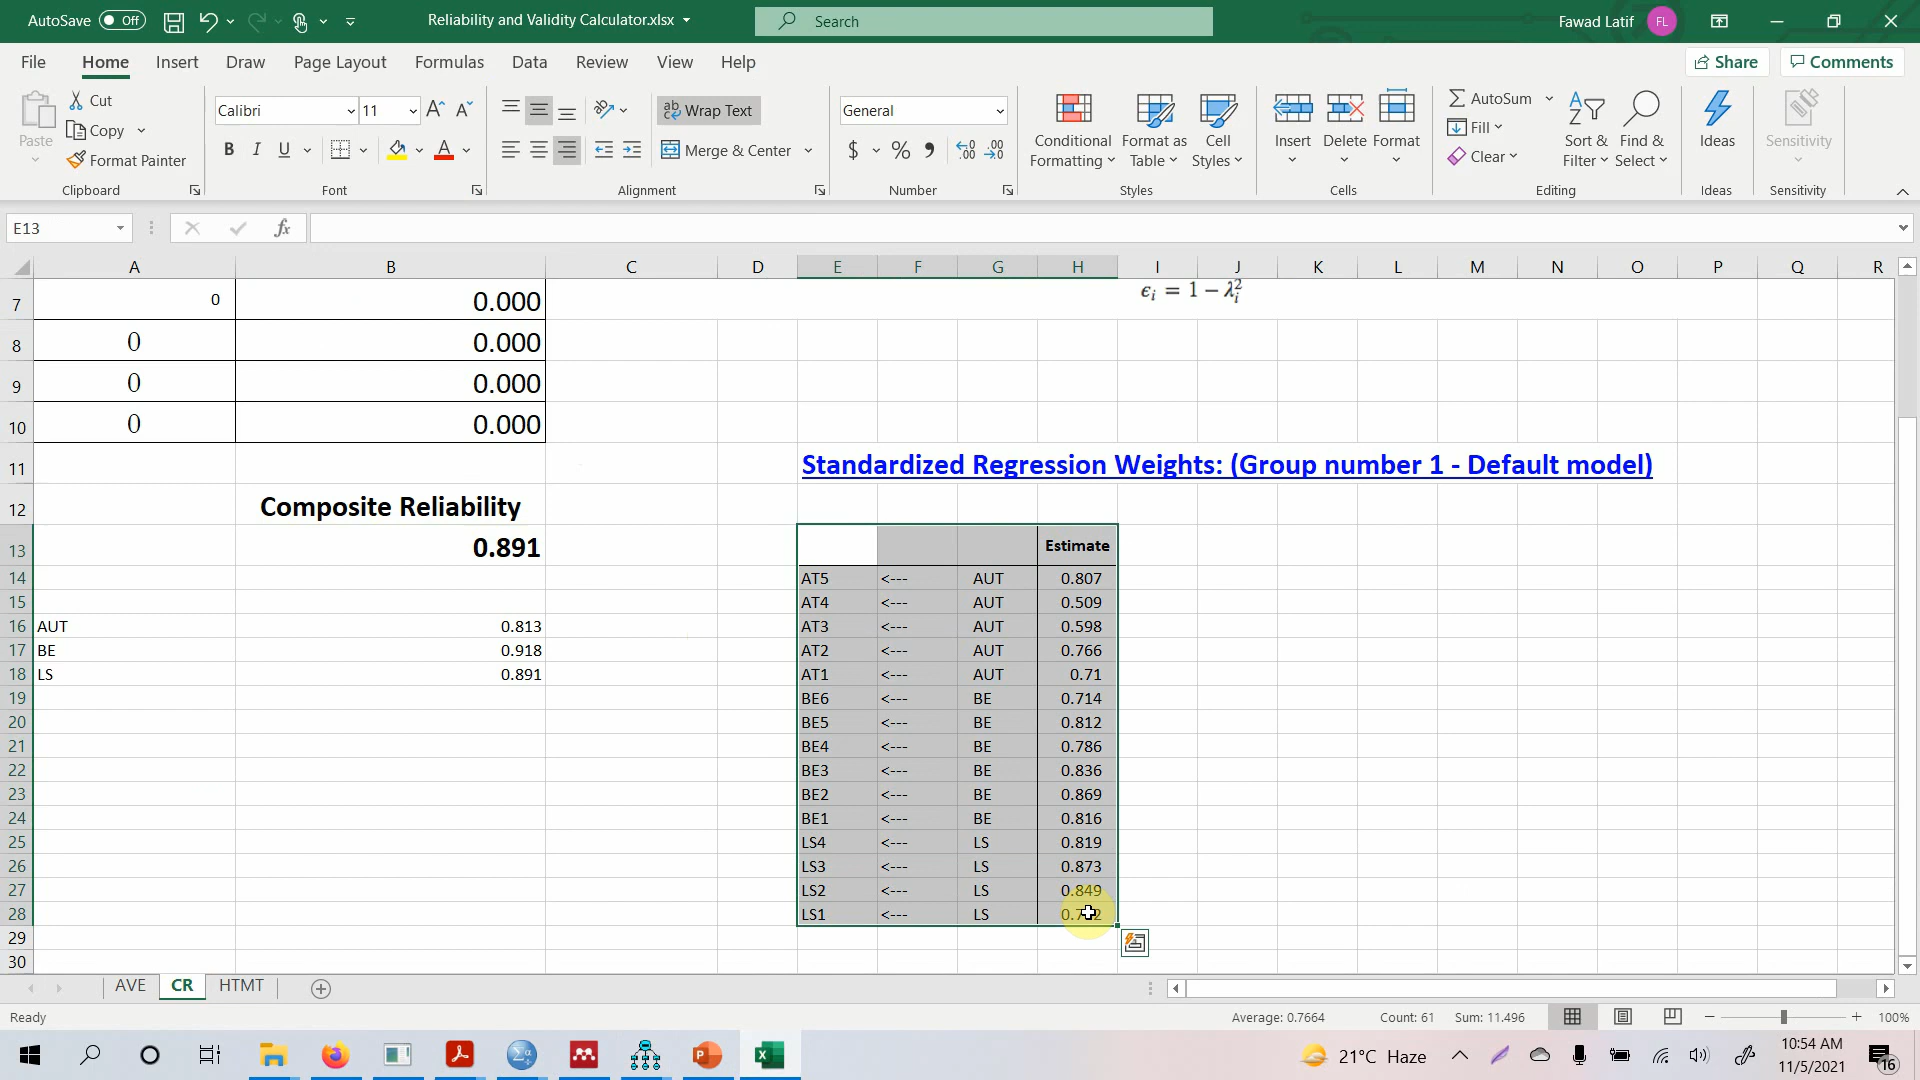 AutoSave Off Reliability and Validity Calculator.xlsx Search Fawad Latif FL
File Home Insert Draw Page Layout Formulas Data Review View Help Share Comments
Paste Cut Copy Format Painter Clipboard
Calibri 11 B I U A Font
ab Wrap Text Merge & Center Alignment
General $ % Number
Conditional Formatting Format as Table Cell Styles Styles
Insert Delete Format Cells
AutoSum Fill Clear Sort & Filter Find & Select Editing
Ideas Ideas
Sensitivity Sensitivity
E13 fx
A B C D E F G H I J K L M N O P Q R
7 0 0.000 ϵi = 1 − λi²
8 0 0.000
9 0 0.000
10 0 0.000
11 Standardized Regression Weights: (Group number 1 - Default model)
12 Composite Reliability
13 0.891 Estimate
14 AT5 <--- AUT 0.807
15 AT4 <--- AUT 0.509
16 AUT 0.813 AT3 <--- AUT 0.598
17 BE 0.918 AT2 <--- AUT 0.766
18 LS 0.891 AT1 <--- AUT 0.71
19 BE6 <--- BE 0.714
20 BE5 <--- BE 0.812
21 BE4 <--- BE 0.786
22 BE3 <--- BE 0.836
23 BE2 <--- BE 0.869
24 BE1 <--- BE 0.816
25 LS4 <--- LS 0.819
26 LS3 <--- LS 0.873
27 LS2 <--- LS 0.849
28 LS1 <--- LS
29
30
AVE CR HTMT
Ready Average: 0.7664 Count: 61 Sum: 11.496 100%
21°C Haze 10:54 AM
11/5/2021 16